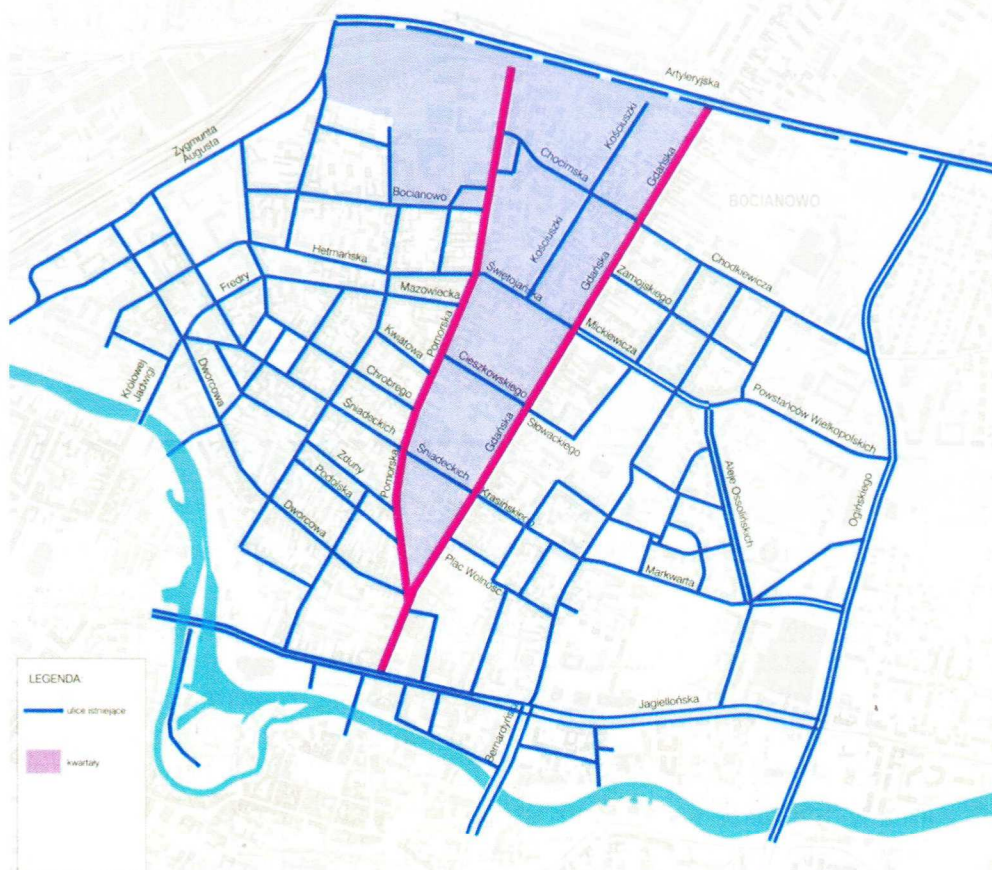 Artyleryjska
Zygmunta
Augusta
Kościuszki
Chocimska
Gdańska
Bocianowo
BOCIANOWO
Kościuszki
Hetmańska
Gdańska
Chodkiewicza
Świętojańska
Zamojskiego
Fredry
Mazowiecka
Mickiewicza
Pomorska
Kwiatowa
Cieszkowskiego
Królowej
Jadwigi
Dworcowa
Chrobrego
Powstańców Wielkopolskich
Gdańska
Słowackiego
Śniadeckich
Śniadeckich
Zduny
Pomorska
Podolska
Krasińskiego
Aleje Ossolińskich
Ogińskiego
Dworcowa
Plac Wolnośc
Markwarta
LEGENDA:
ulice istniejące
kwartały
Jagiellońska